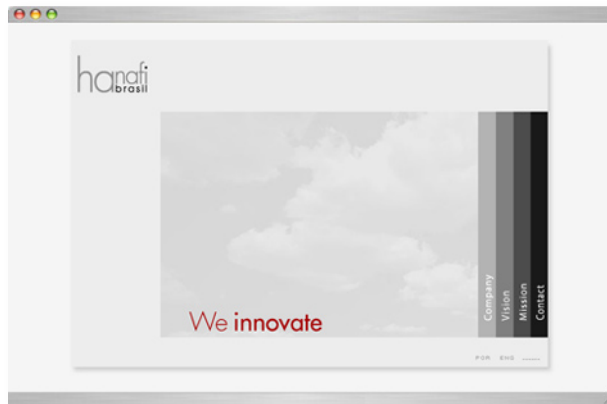 hanafi
brasil
Company
Vision
Mission
Contact
We innovate
POR ENG